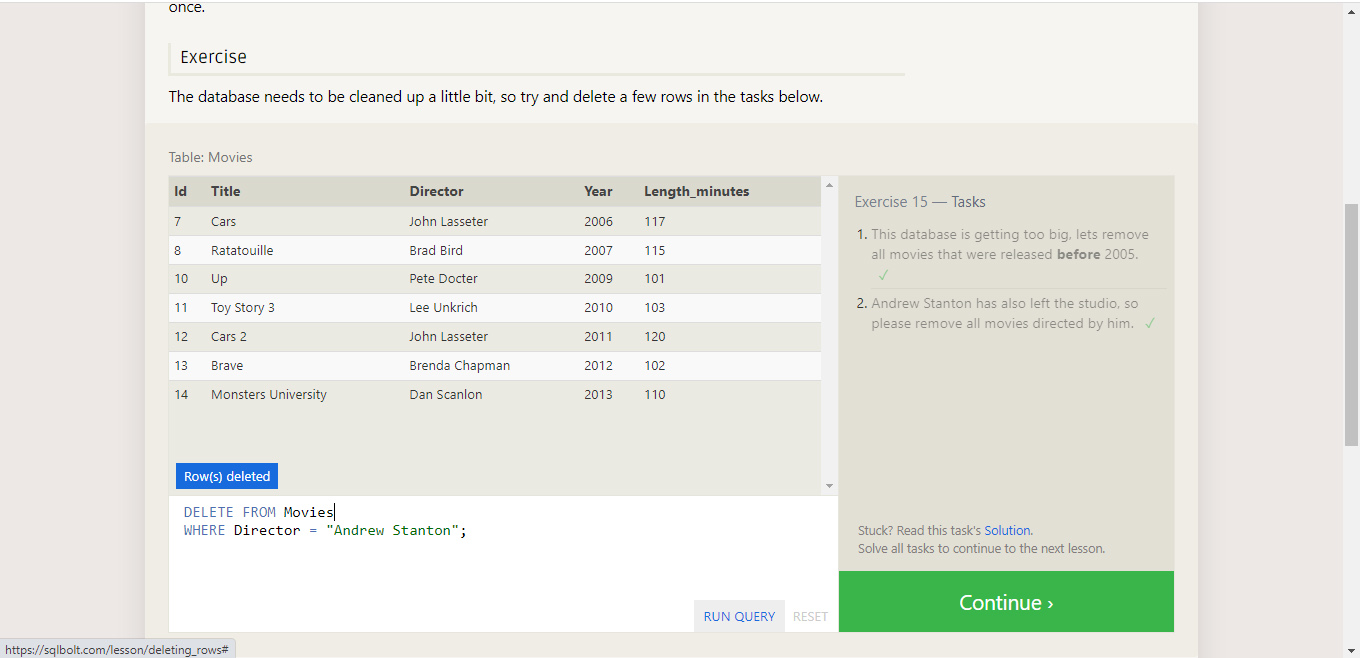 once.
Exercise
The database needs to be cleaned up a little bit, so try and delete a few rows in the tasks below.
Table: Movies
Id Title Director Year Length_minutes
7 Cars John Lasseter 2006 117
8 Ratatouille Brad Bird 2007 115
10 Up Pete Docter 2009 101
11 Toy Story 3 Lee Unkrich 2010 103
12 Cars 2 John Lasseter 2011 120
13 Brave Brenda Chapman 2012 102
14 Monsters University Dan Scanlon 2013 110
Row(s) deleted
DELETE FROM Movies
WHERE Director = "Andrew Stanton";
RUN QUERY RESET
Exercise 15 — Tasks
1. This database is getting too big, lets remove
all movies that were released before 2005.
✓
2. Andrew Stanton has also left the studio, so
please remove all movies directed by him. ✓
Stuck? Read this task's Solution.
Solve all tasks to continue to the next lesson.
Continue ›
https://sqlbolt.com/lesson/deleting_rows#